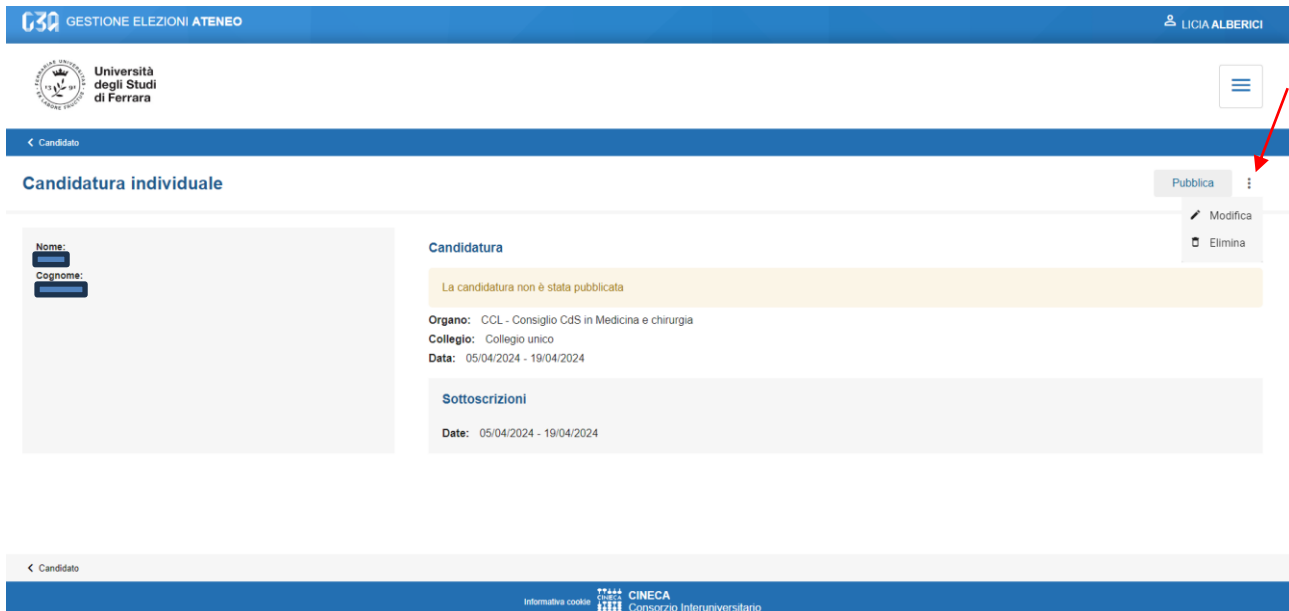 G3A GESTIONE ELEZIONI ATENEO
LICIA ALBERICI
Università
degli Studi
di Ferrara
Candidato
Candidatura individuale
Pubblica
Modifica
Elimina
Nome:
Cognome:
Candidatura
La candidatura non è stata pubblicata
Organo: CCL - Consiglio CdS in Medicina e chirurgia
Collegio: Collegio unico
Data: 05/04/2024 - 19/04/2024
Sottoscrizioni
Date: 05/04/2024 - 19/04/2024
Candidato
Informativa cookie CINECA CINECA
Consorzio Interuniversitario